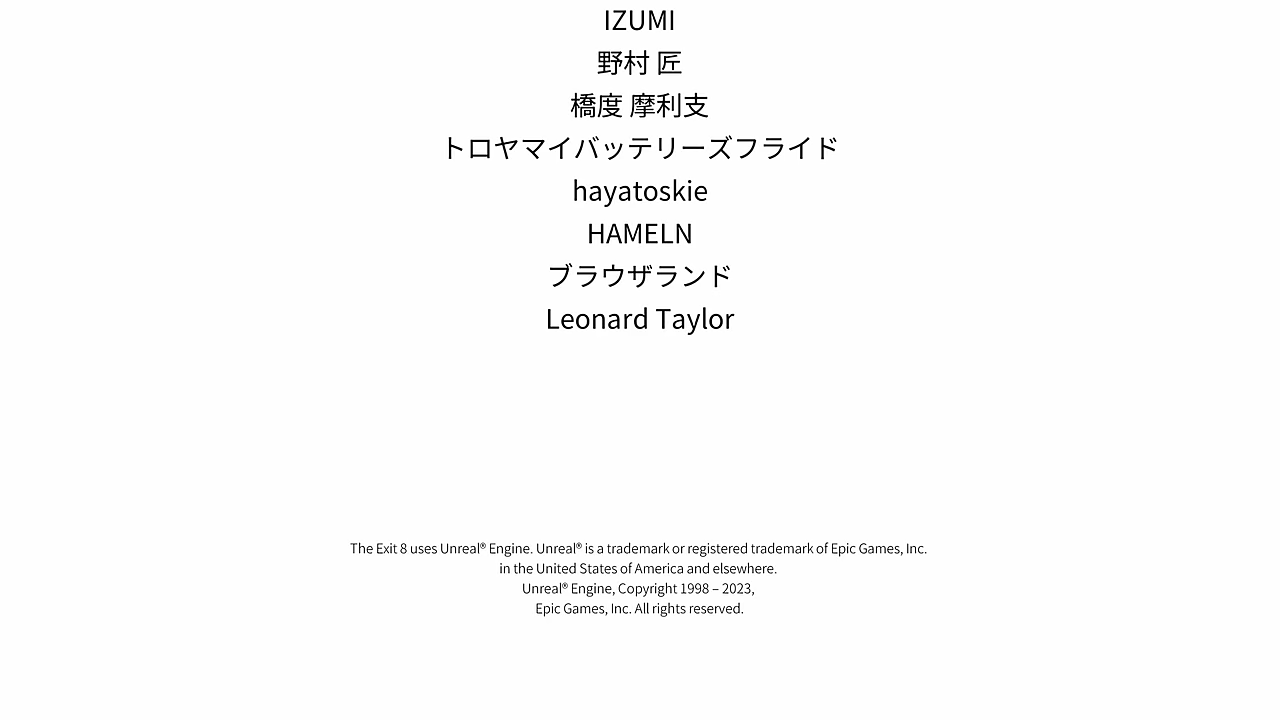 IZUMI
野村 匠
橋度 摩利支
トロヤマイバッテリーズフライド
hayatoskie
HAMELN
ブラウザランド
Leonard Taylor
The Exit 8 uses Unreal® Engine. Unreal® is a trademark or registered trademark of Epic Games, Inc.
in the United States of America and elsewhere.
Unreal® Engine, Copyright 1998 – 2023,
Epic Games, Inc. All rights reserved.